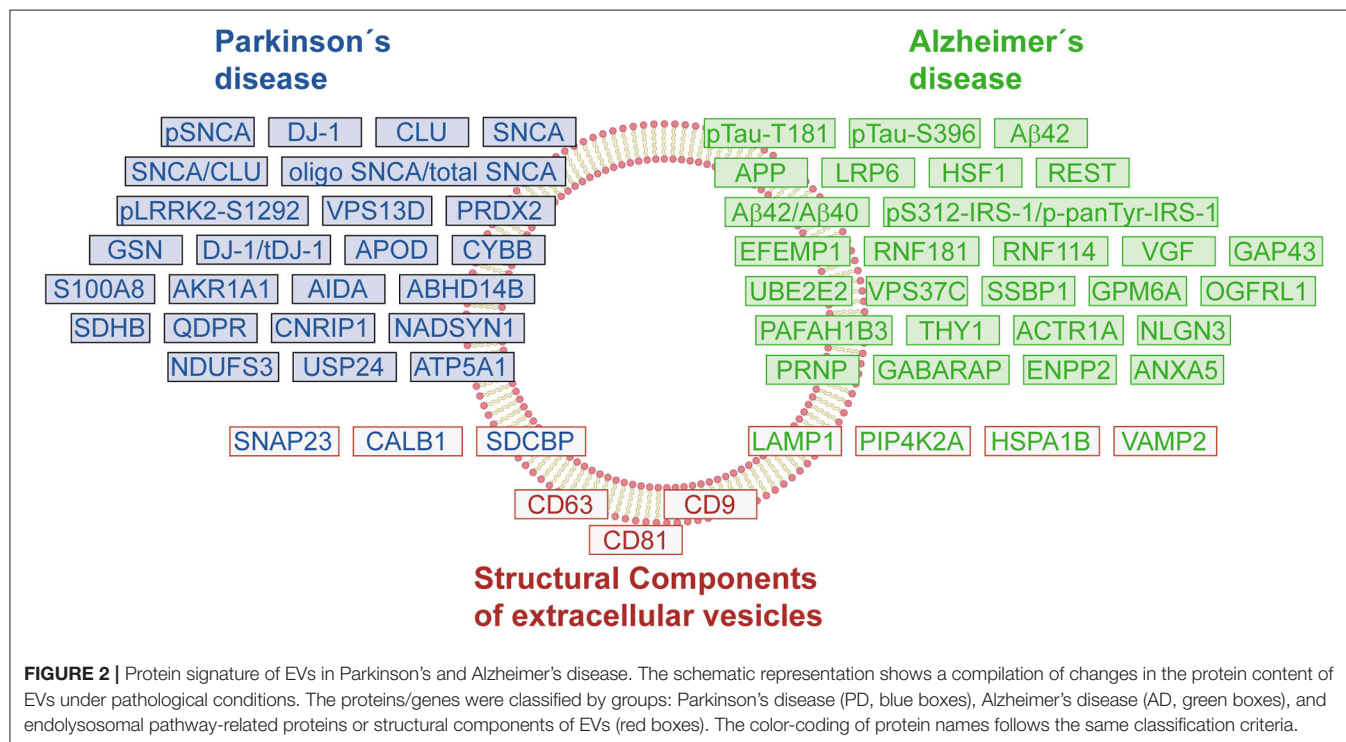 Parkinson´s
disease
Alzheimer´s
disease
pSNCA DJ-1 CLU SNCA
SNCA/CLU oligo SNCA/total SNCA
pLRRK2-S1292 VPS13D PRDX2
GSN DJ-1/tDJ-1 APOD CYBB
S100A8 AKR1A1 AIDA ABHD14B
SDHB QDPR CNRIP1 NADSYN1
NDUFS3 USP24 ATP5A1
SNAP23 CALB1 SDCBP
pTau-T181 pTau-S396 Aβ42
APP LRP6 HSF1 REST
Aβ42/Aβ40 pS312-IRS-1/p-panTyr-IRS-1
EFEMP1 RNF181 RNF114 VGF GAP43
UBE2E2 VPS37C SSBP1 GPM6A OGFRL1
PAFAH1B3 THY1 ACTR1A NLGN3
PRNP GABARAP ENPP2 ANXA5
LAMP1 PIP4K2A HSPA1B VAMP2
CD63 CD9
CD81
Structural Components
of extracellular vesicles
FIGURE 2 | Protein signature of EVs in Parkinson's and Alzheimer's disease. The schematic representation shows a compilation of changes in the protein content of
EVs under pathological conditions. The proteins/genes were classified by groups: Parkinson's disease (PD, blue boxes), Alzheimer's disease (AD, green boxes), and
endolysosomal pathway-related proteins or structural components of EVs (red boxes). The color-coding of protein names follows the same classification criteria.